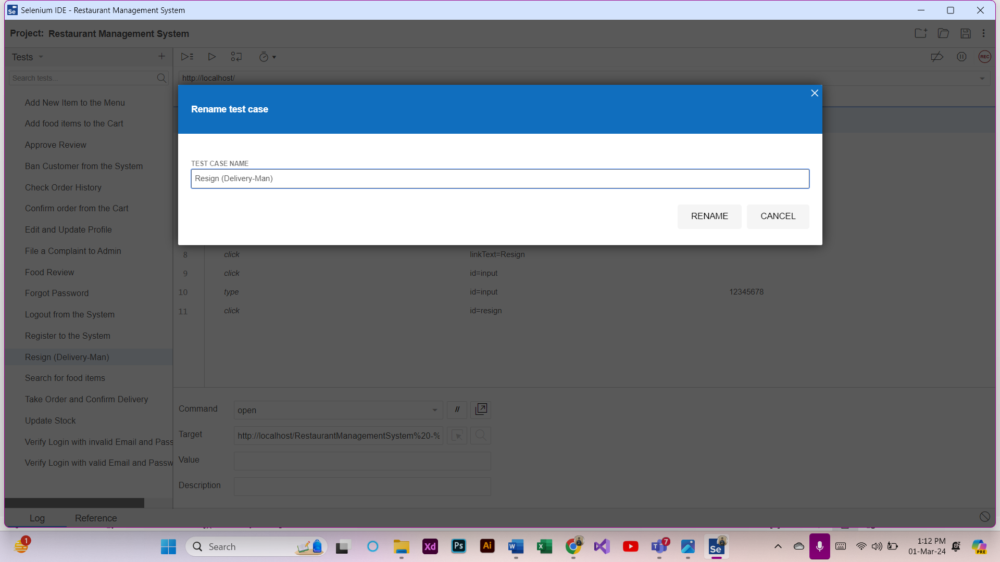 Selenium IDE - Restaurant Management System
Project: Restaurant Management System
Tests
Search tests...
http://localhost/
Add New Item to the Menu
Add food items to the Cart
Approve Review
Ban Customer from the System
Check Order History
Confirm order from the Cart
Edit and Update Profile
File a Complaint to Admin
Food Review
Forgot Password
Logout from the System
Register to the System
Resign (Delivery-Man)
Search for food items
Take Order and Confirm Delivery
Update Stock
Verify Login with invalid Email and Pass
Verify Login with valid Email and Passw
REC
Rename test case
TEST CASE NAME
Resign (Delivery-Man)
RENAME
CANCEL
8 click linkText=Resign
9 click id=input
10 type id=input 12345678
11 click id=resign
Command open //
Target http://localhost/RestaurantManagementSystem%20-%
Value
Description
Log Reference
1
Search
Xd
Ps
Ai
W
X
T
7
Se
1:12 PM
01-Mar-24
PRE